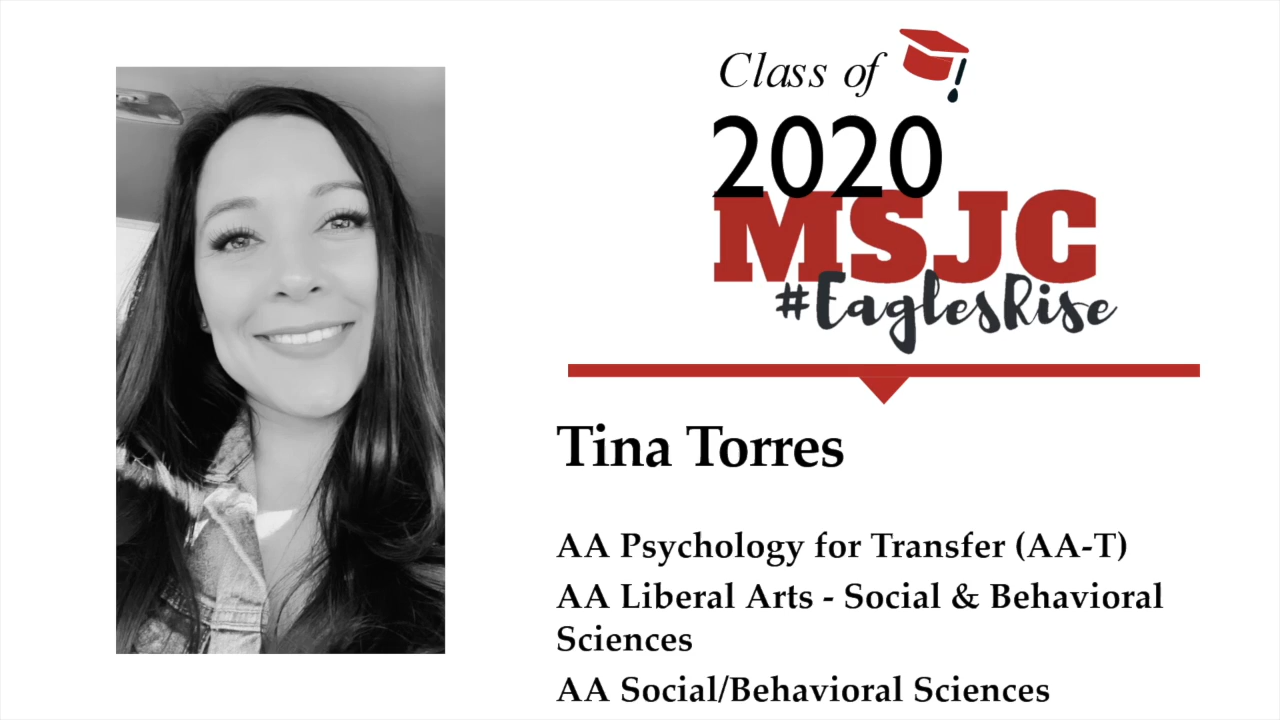 Class of
2020
MSJC
#EaglesRise
Tina Torres
AA Psychology for Transfer (AA-T)
AA Liberal Arts - Social & Behavioral
Sciences
AA Social/Behavioral Sciences